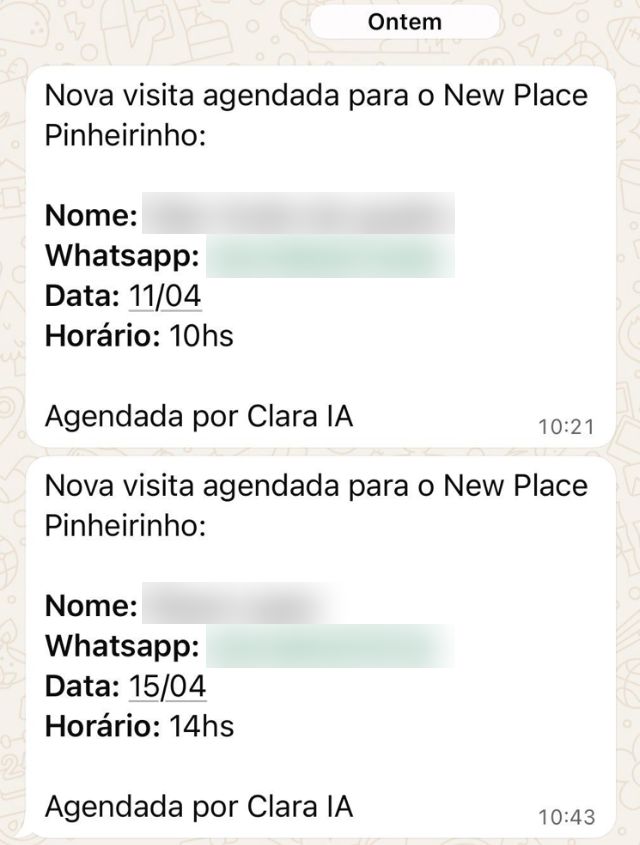 Ontem
Nova visita agendada para o New Place
Pinheirinho:
Nome:
Whatsapp:
Data: 11/04
Horário: 10hs
Agendada por Clara IA
10:21
Nova visita agendada para o New Place
Pinheirinho:
Nome:
Whatsapp:
Data: 15/04
Horário: 14hs
Agendada por Clara IA
10:43